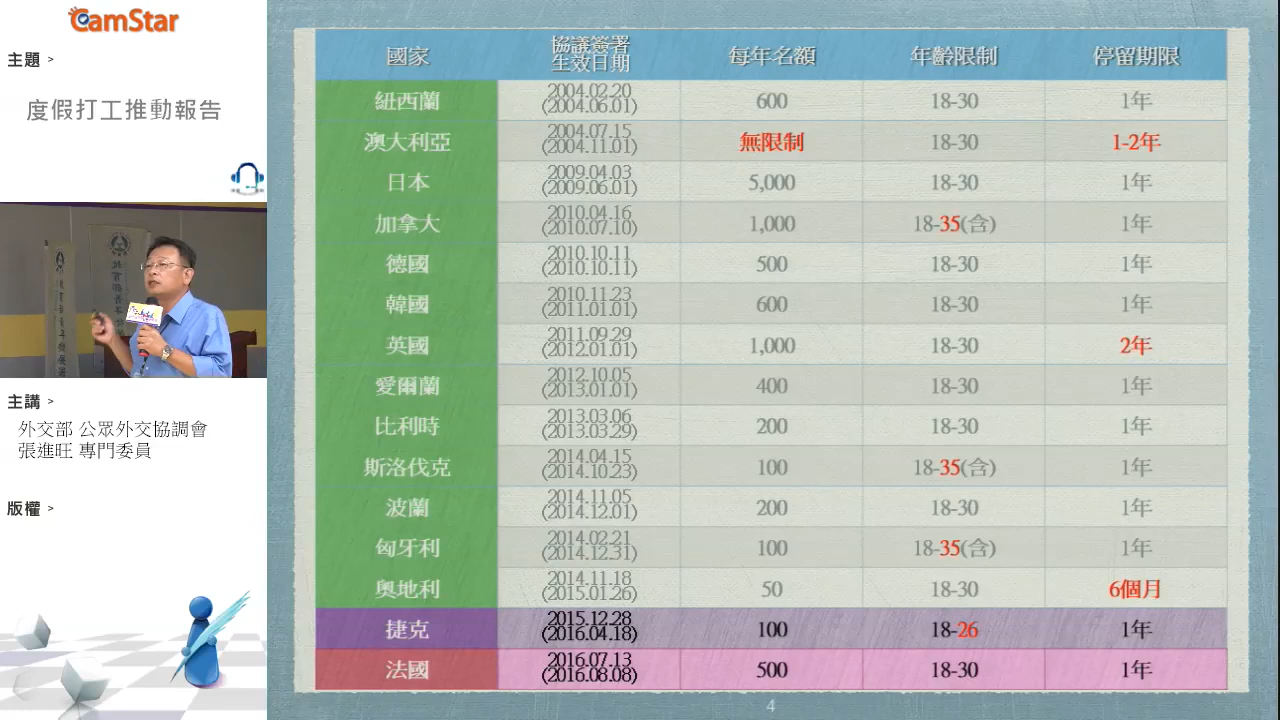 CamStar
主題 >
度假打工推動報告
主講 >
外交部 公眾外交協調會
張進旺 專門委員
版權 >
國家 協議簽署 生效日期 每年名額 年齡限制 停留期限
紐西蘭 2004.02.20 (2004.06.01) 600 18-30 1年
澳大利亞 2004.07.15 (2004.11.01) 無限制 18-30 1-2年
日本 2009.04.03 (2009.06.01) 5,000 18-30 1年
加拿大 2010.04.16 (2010.07.10) 1,000 18-35(含) 1年
德國 2010.10.11 (2010.10.11) 500 18-30 1年
韓國 2010.11.23 (2011.01.01) 600 18-30 1年
英國 2011.09.29 (2012.01.01) 1,000 18-30 2年
愛爾蘭 2012.10.05 (2013.01.01) 400 18-30 1年
比利時 2013.03.06 (2013.03.29) 200 18-30 1年
斯洛伐克 2014.04.15 (2014.10.23) 100 18-35(含) 1年
波蘭 2014.11.05 (2014.12.01) 200 18-30 1年
匈牙利 2014.02.21 (2014.12.31) 100 18-35(含) 1年
奧地利 2014.11.18 (2015.01.26) 50 18-30 6個月
捷克 2015.12.28 (2016.04.18) 100 18-26 1年
法國 2016.07.13 (2016.08.08) 500 18-30 1年
4